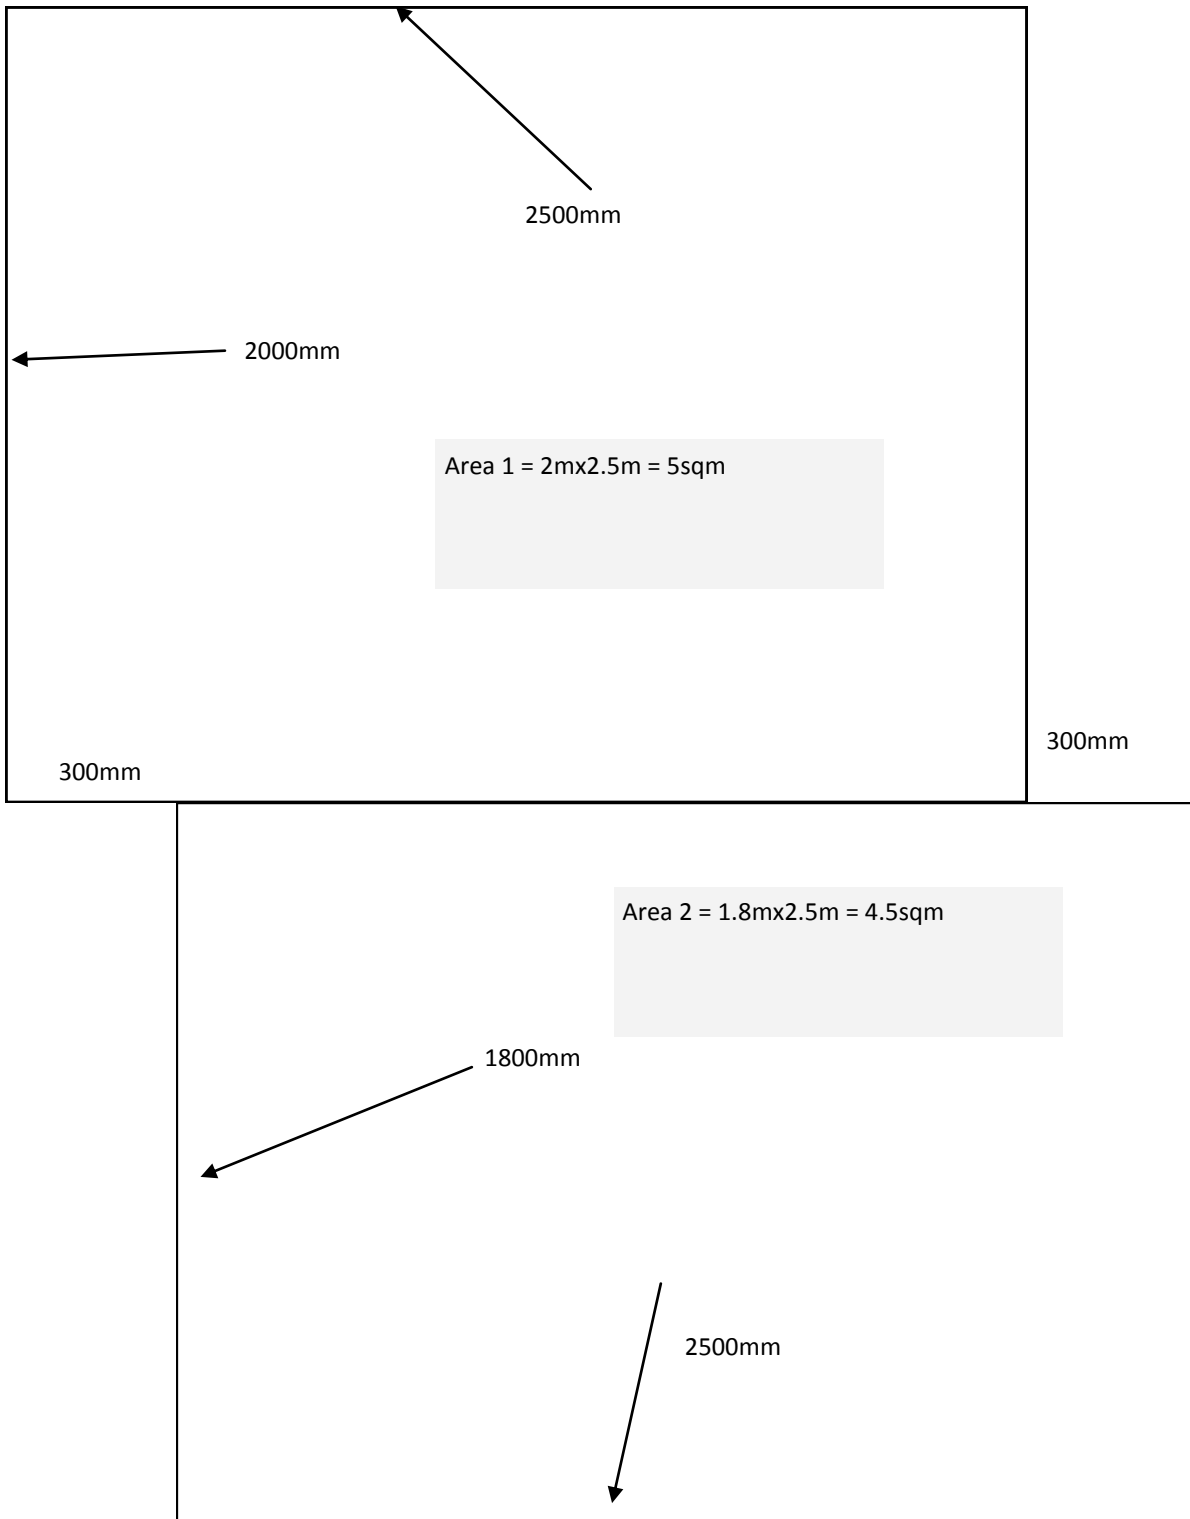 2500mm
2000mm
Area 1 = 2mx2.5m = 5sqm
300mm
300mm
Area 2 = 1.8mx2.5m = 4.5sqm
1800mm
2500mm